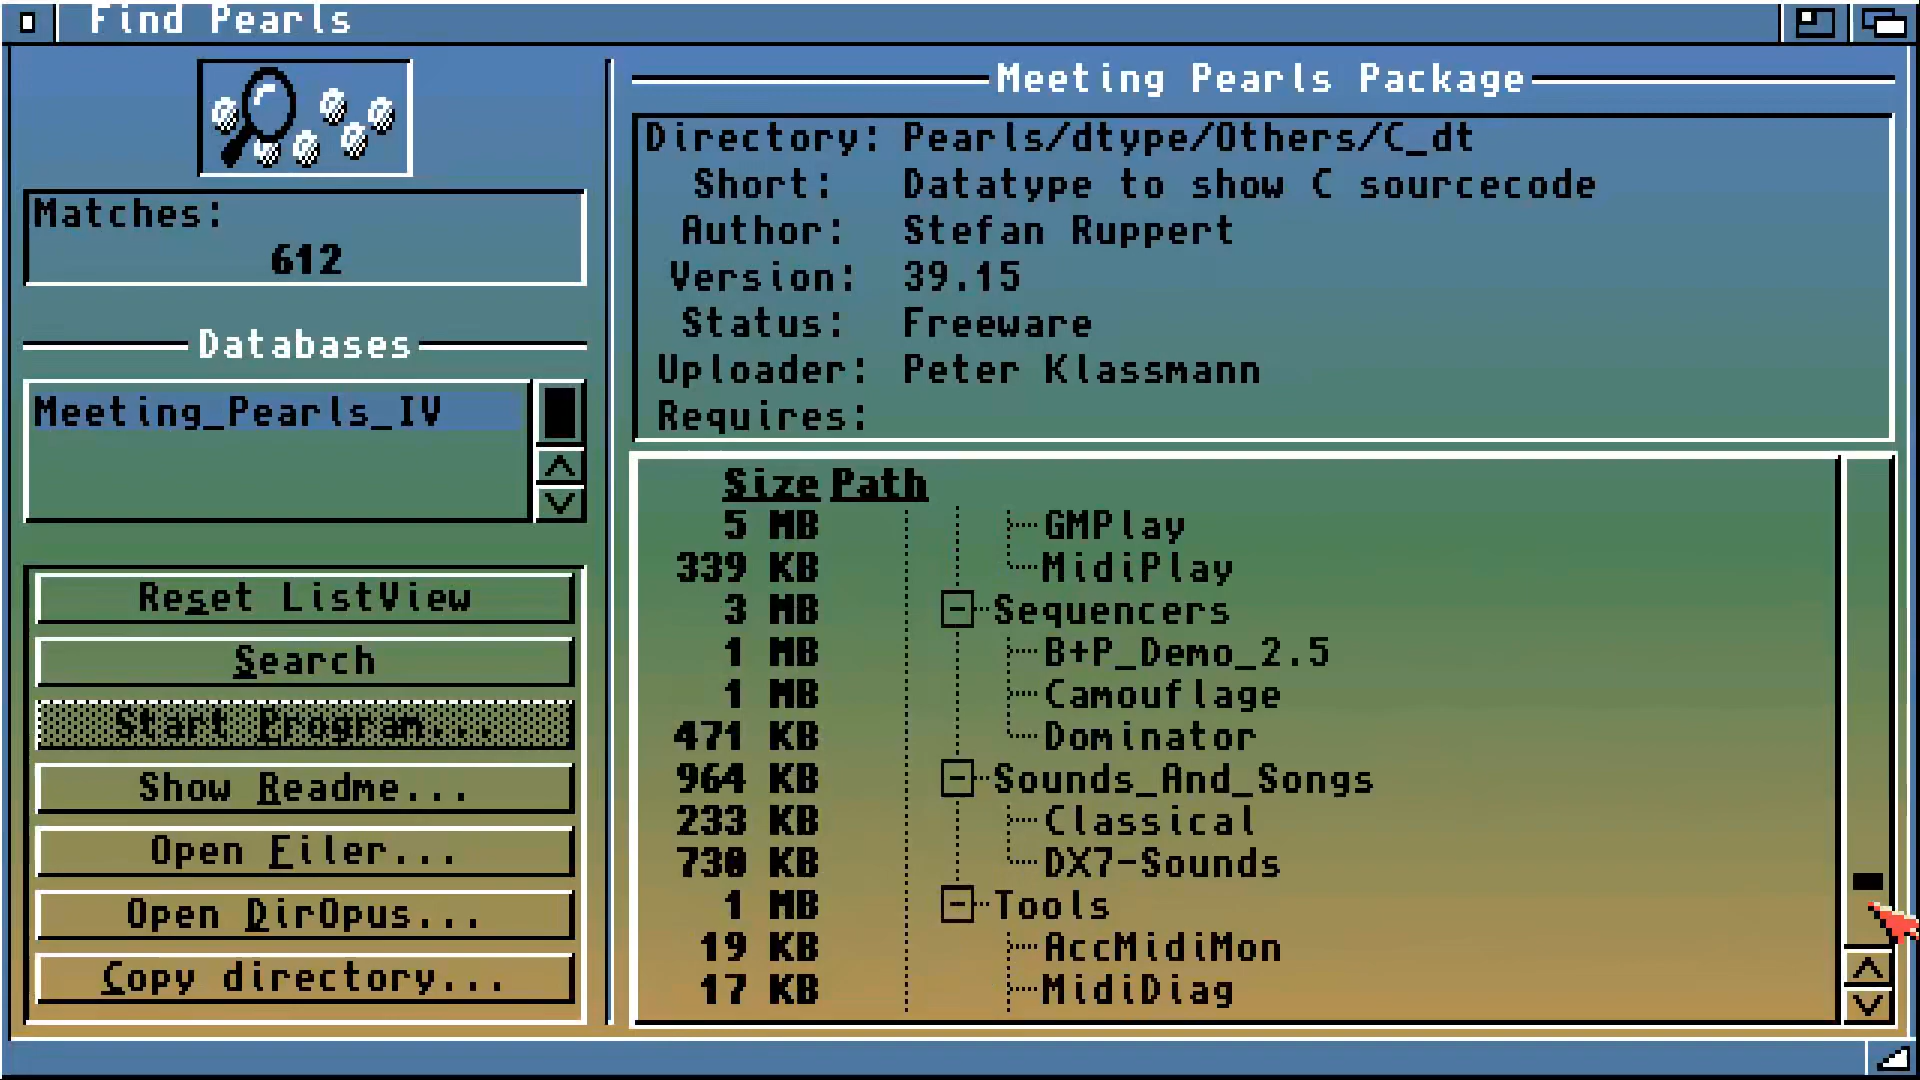 Find Pearls
Matches:
612
Databases
Meeting_Pearls_IV
Reset ListView
Search
Start Program...
Show Readme...
Open Filer...
Open DirOpus...
Copy directory...
Meeting Pearls Package
Directory: Pearls/dtype/Others/C_dt
Short: Datatype to show C sourcecode
Author: Stefan Ruppert
Version: 39.15
Status: Freeware
Uploader: Peter Klassmann
Requires:
Size Path
5 MB GMPlay
339 KB MidiPlay
3 MB Sequencers
1 MB B+P_Demo_2.5
1 MB Camouflage
471 KB Dominator
964 KB Sounds_And_Songs
233 KB Classical
730 KB DX7-Sounds
1 MB Tools
19 KB AccMidiMon
17 KB MidiDiag